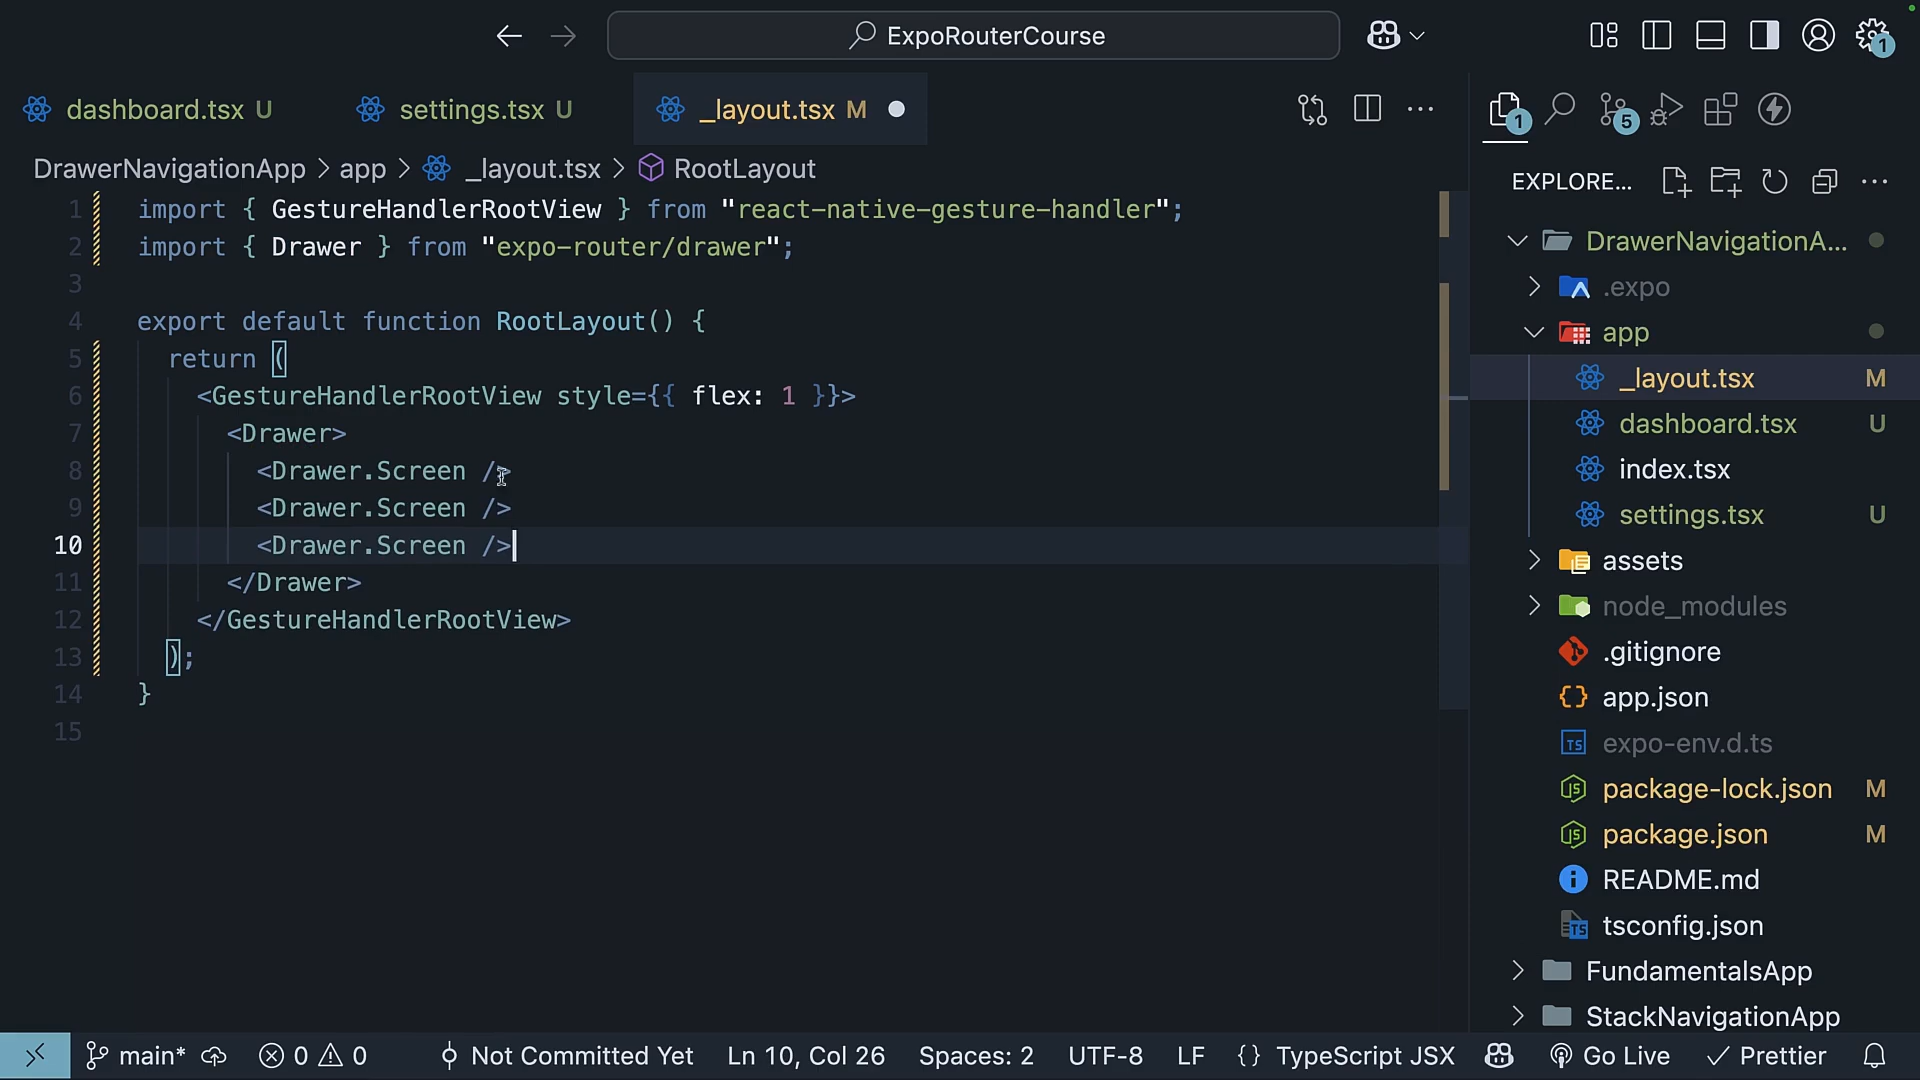 ExpoRouterCourse
1
dashboard.tsx U
settings.tsx U
_layout.tsx M
1
5
DrawerNavigationApp > app > _layout.tsx > RootLayout
EXPLORE...
1 import { GestureHandlerRootView } from "react-native-gesture-handler";
2 import { Drawer } from "expo-router/drawer";
3
4 export default function RootLayout() {
5 return (
6 <GestureHandlerRootView style={{ flex: 1 }}>
7 <Drawer>
8 <Drawer.Screen />
9 <Drawer.Screen />
10 <Drawer.Screen />
11 </Drawer>
12 </GestureHandlerRootView>
13 );
14 }
15
DrawerNavigationA...
.expo
app
_layout.tsx M
dashboard.tsx U
index.tsx
settings.tsx U
assets
node_modules
.gitignore
app.json
TS expo-env.d.ts
package-lock.json M
package.json M
README.md
TS tsconfig.json
FundamentalsApp
StackNavigationApp
main* 0 0 Not Committed Yet Ln 10, Col 26 Spaces: 2 UTF-8 LF {} TypeScript JSX Go Live Prettier